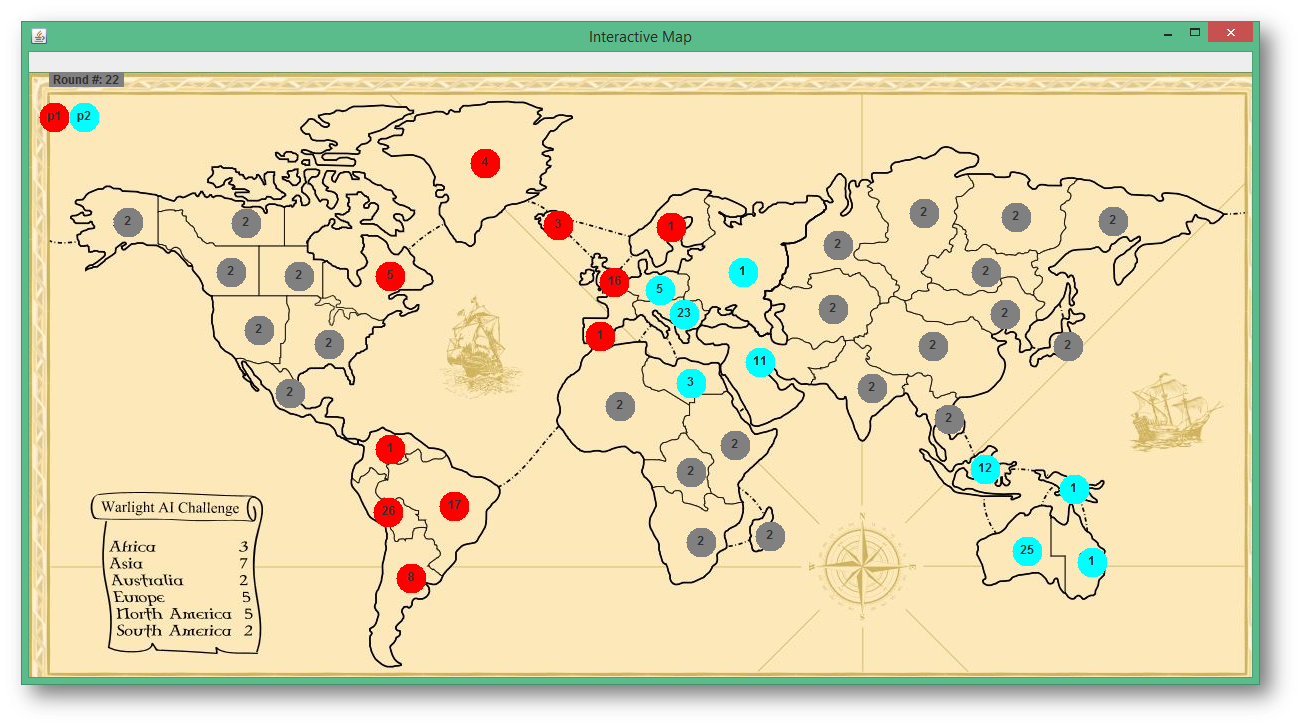 Interactive Map
Round #: 22
p1 p2
4
2 2 3 1 2 2 2 2
2 2 5 16 5 1 2
23 2 2
2 2 1 2 2
11
2 3 2
2 2
1 2
2 12 1
26 17
25
2 2 1
8
Warlight AI Challenge
Africa 3
Asia 7
Australia 2
Europe 5
North America 5
South America 2
N